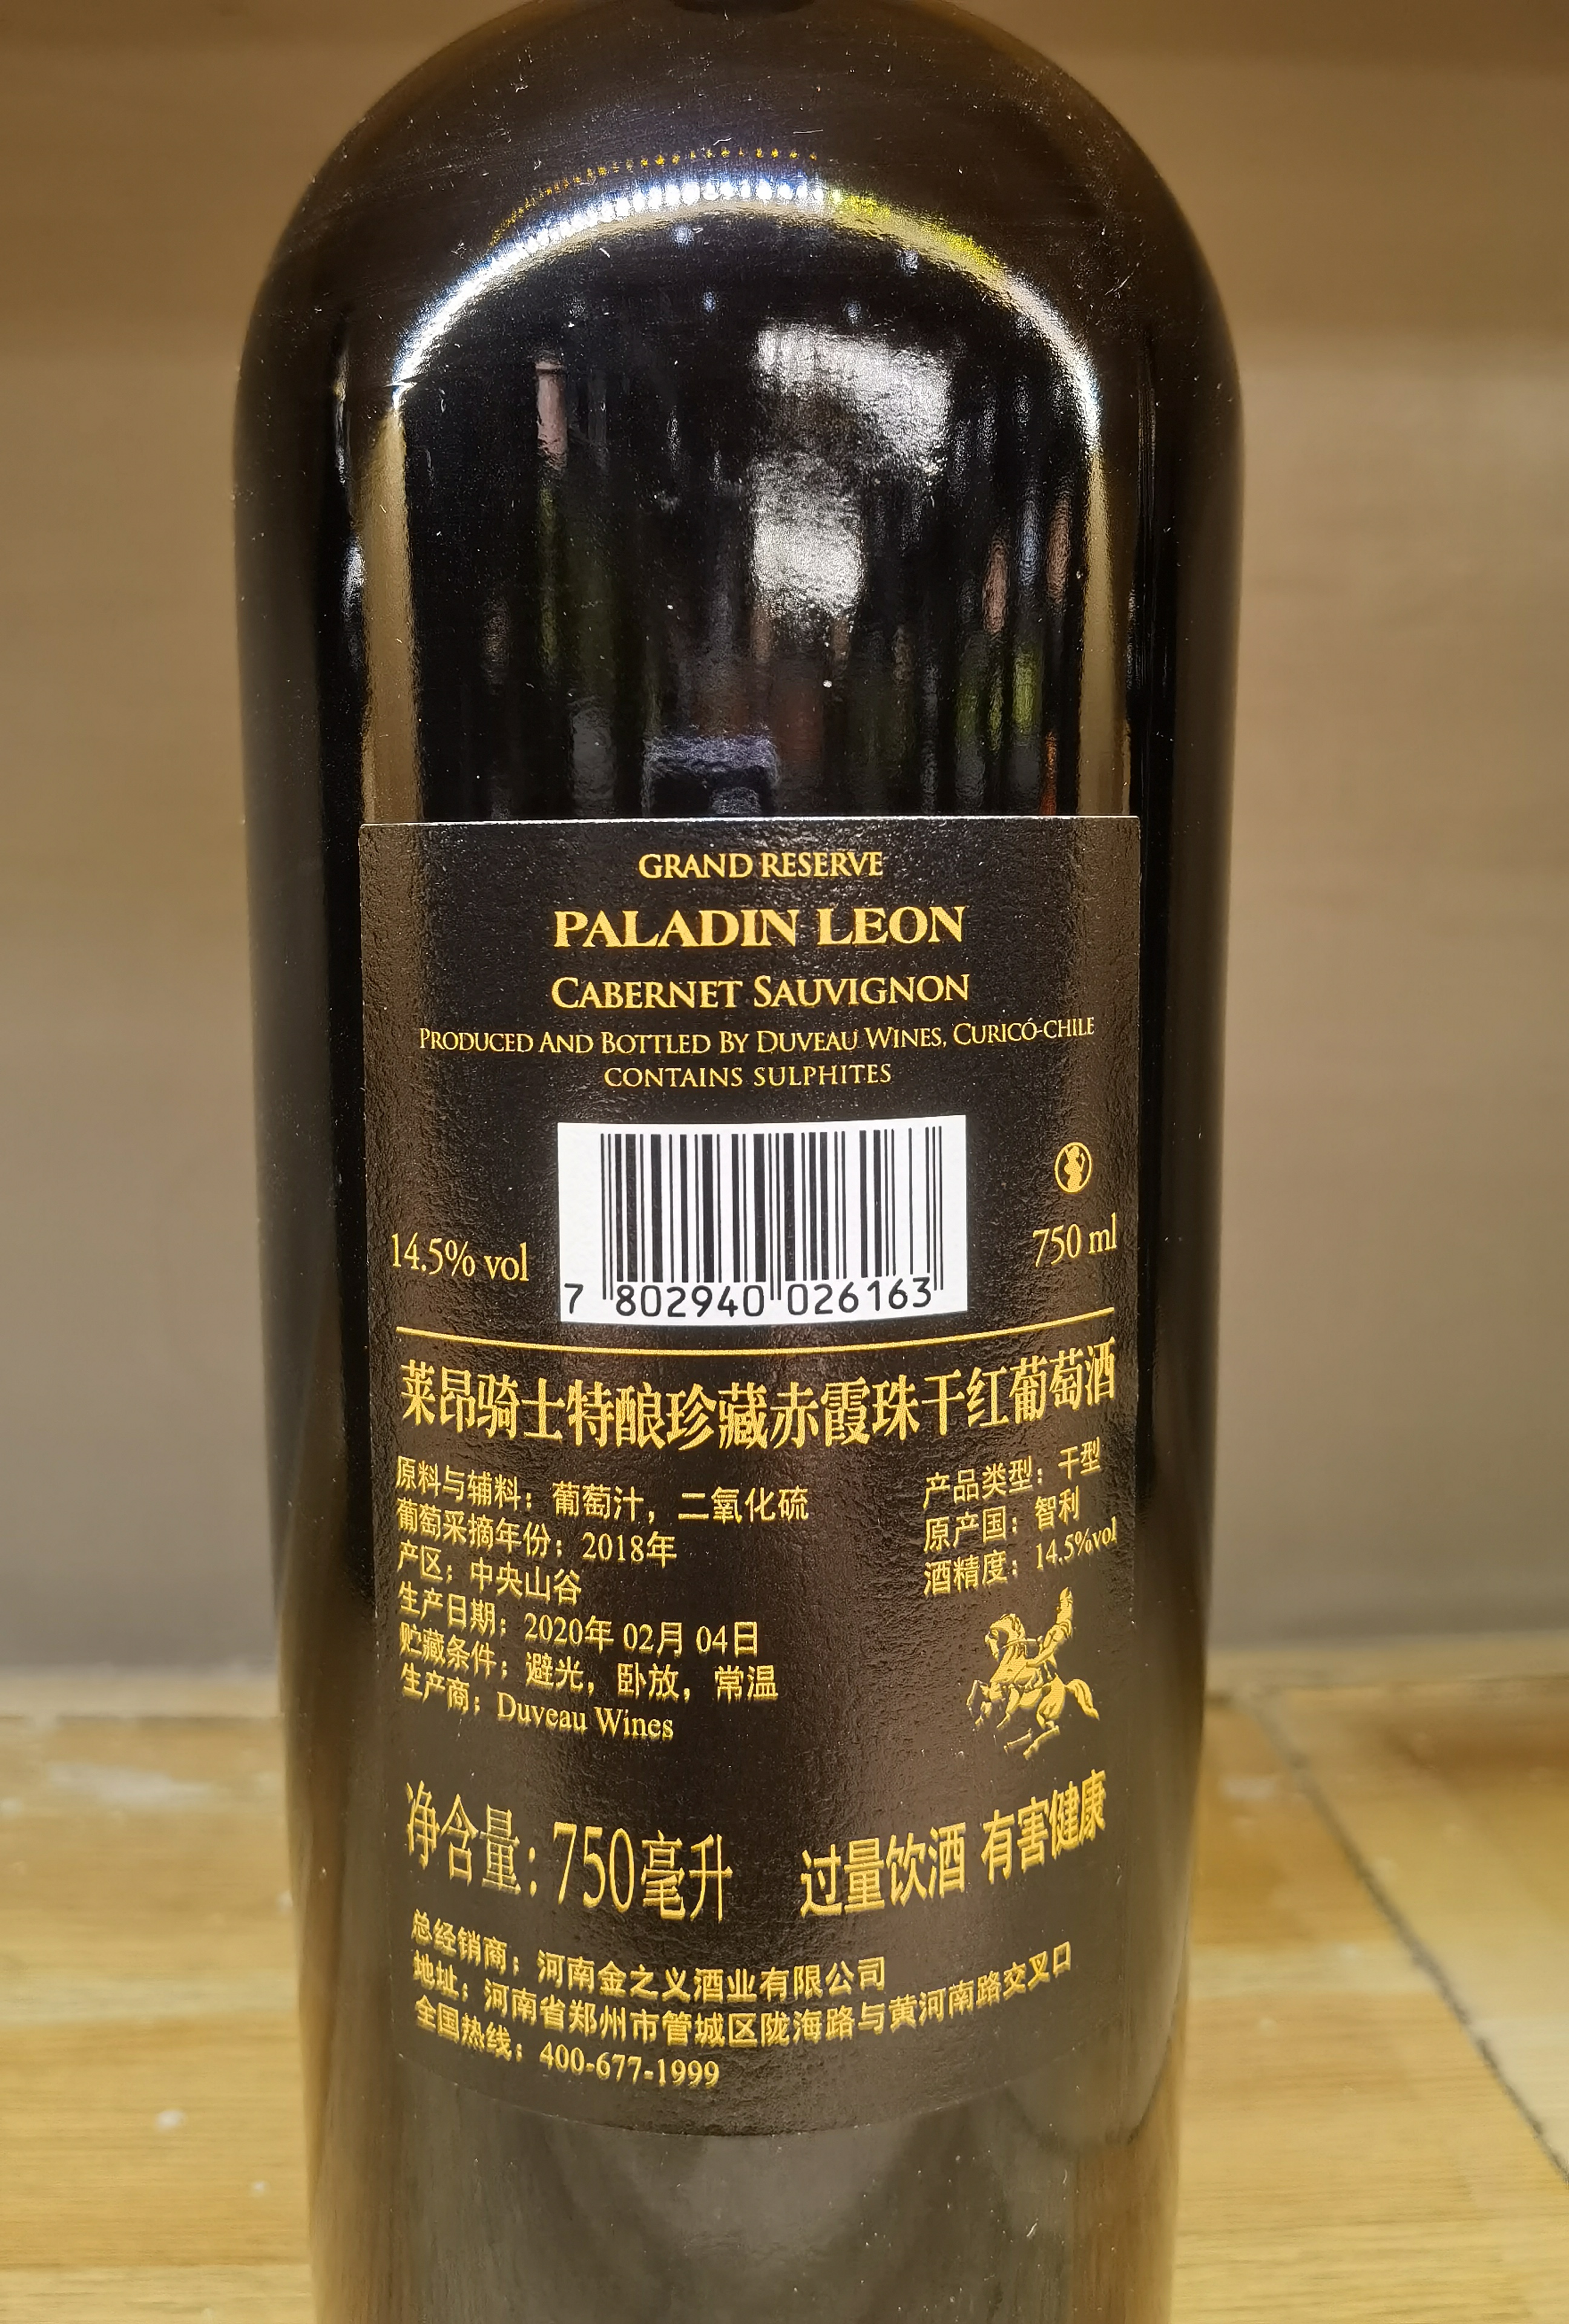 GRAND RESERVE
PALADIN LEON
CABERNET SAUVIGNON
PRODUCED AND BOTTLED BY DUVEAU WINES, CURICÓ-CHILE
CONTAINS SULPHITES
14.5% vol
7 802940 026163
750 ml
莱昂骑士特酿珍藏赤霞珠干红葡萄酒
原料与辅料：葡萄汁，二氧化硫
葡萄采摘年份：2018年
产区：中央山谷
生产日期：2020年 02月 04日
贮藏条件：避光，卧放，常温
生产商：Duveau Wines
产品类型：干型
原产国：智利
酒精度：14.5%vol
净含量：750毫升
过量饮酒 有害健康
总经销商：河南金之义酒业有限公司
地址：河南省郑州市管城区陇海路与黄河南路交叉口
全国热线：400-677-1999